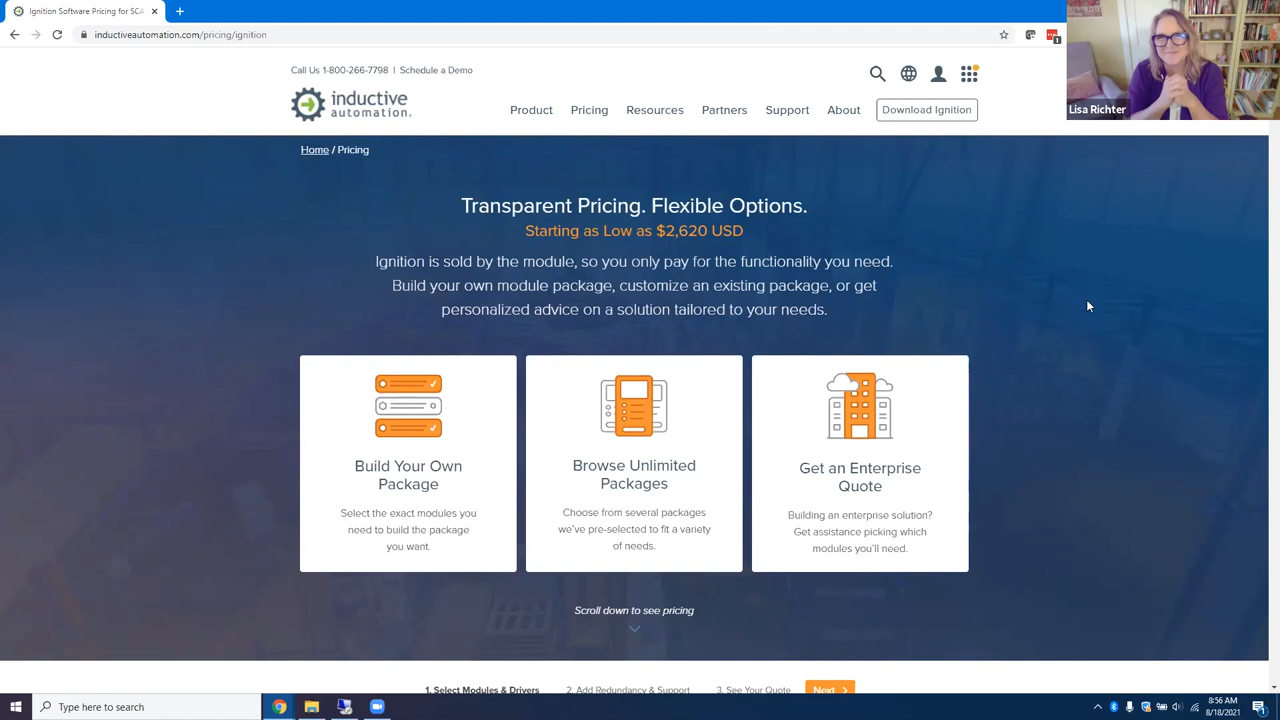 Ignition Software Pricing for SCA
inductiveautomation.com/pricing/ignition
1
Lisa Richter
Call Us 1-800-266-7798 | Schedule a Demo
inductive automation.
Product Pricing Resources Partners Support About Download Ignition
Home / Pricing
Transparent Pricing. Flexible Options.
Starting as Low as $2,620 USD
Ignition is sold by the module, so you only pay for the functionality you need.
Build your own module package, customize an existing package, or get
personalized advice on a solution tailored to your needs.
Build Your Own
Package
Select the exact modules you
need to build the package
you want.
Browse Unlimited
Packages
Choose from several packages
we've pre-selected to fit a variety
of needs.
Get an Enterprise
Quote
Building an enterprise solution?
Get assistance picking which
modules you'll need.
Scroll down to see pricing
1. Select Modules & Drivers 2. Add Redundancy & Support 3. See Your Quote Next
Type here to search
8:56 AM
8/18/2021
1